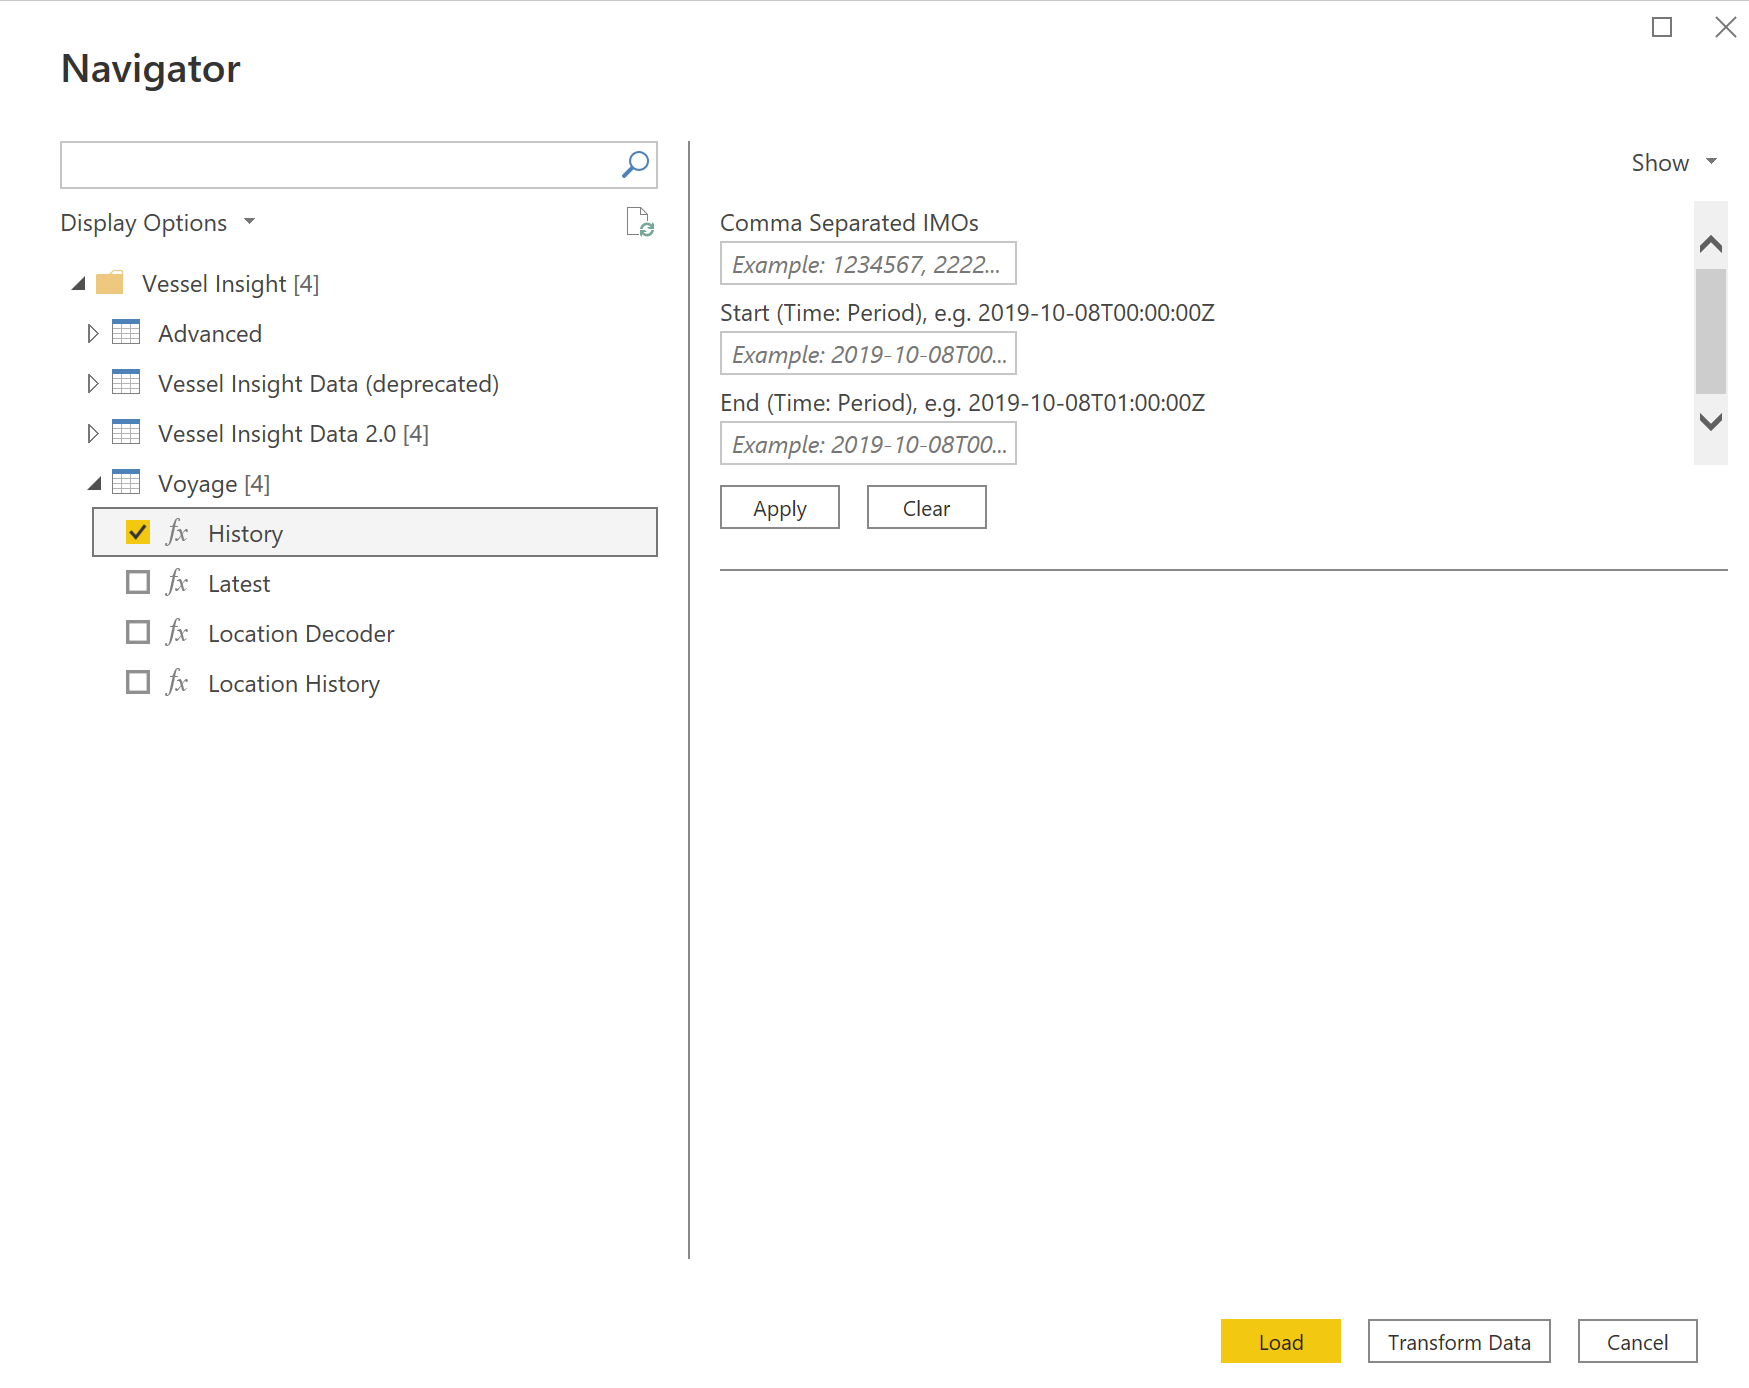 Navigator
Display Options
Vessel Insight [4]
Advanced
Vessel Insight Data (deprecated)
Vessel Insight Data 2.0 [4]
Voyage [4]
fx History
fx Latest
fx Location Decoder
fx Location History
Show
Comma Separated IMOs
Example: 1234567, 2222...
Start (Time: Period), e.g. 2019-10-08T00:00:00Z
Example: 2019-10-08T00...
End (Time: Period), e.g. 2019-10-08T01:00:00Z
Example: 2019-10-08T00...
Apply Clear
Load Transform Data Cancel